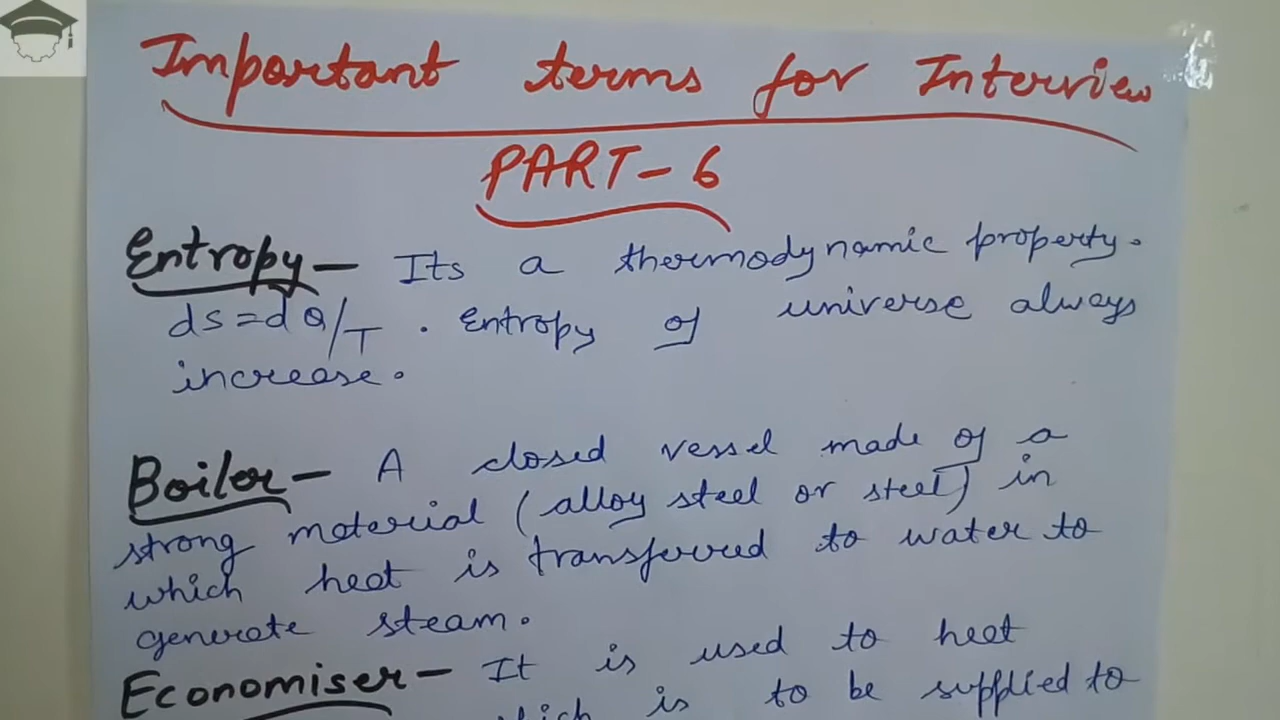 Important terms for Interview
PART-6
Entropy- Its a thermodynamic property.
ds=dQ/T . Entropy of universe always
increase.
Boilor- A closed vessel made of a
strong material (alloy steel or steel) in
which heat is transferred to water to
generate steam.
Economiser- It is used to heat
which is to be supplied to